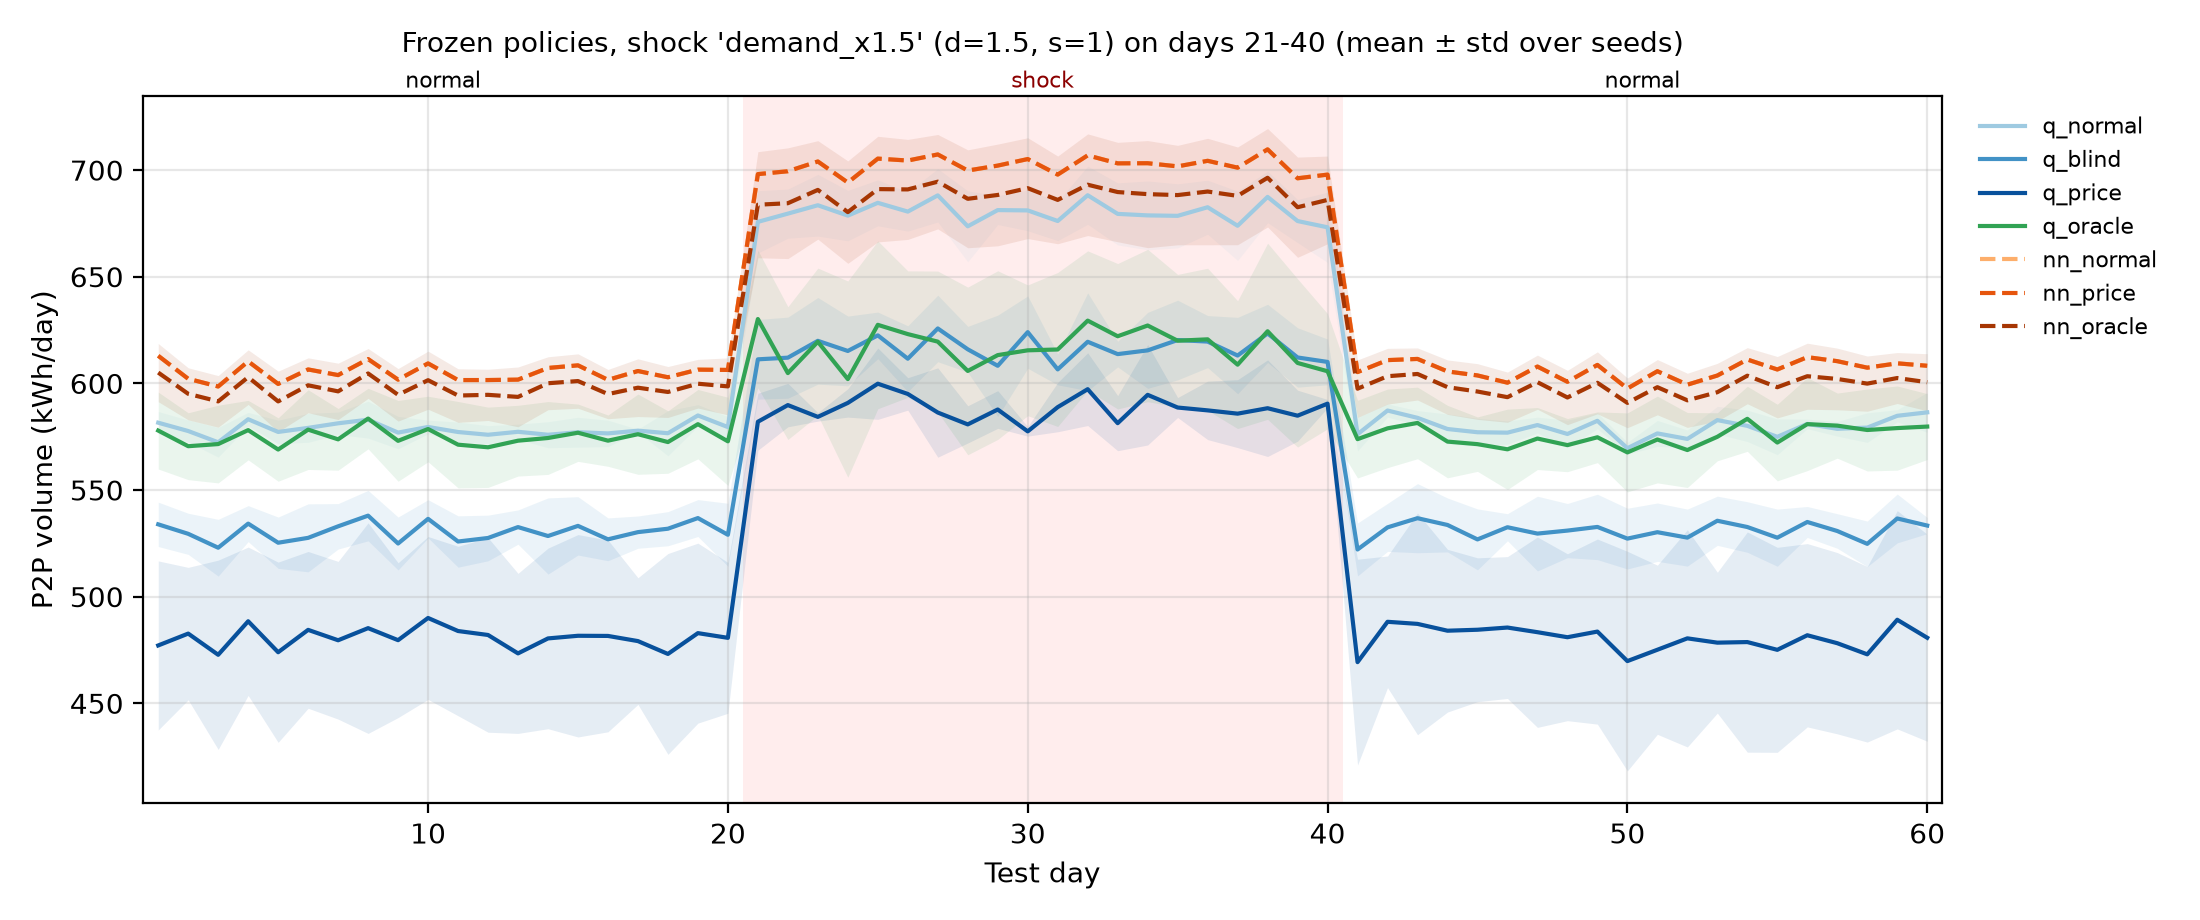 Frozen policies, shock 'demand_x1.5' (d=1.5, s=1) on days 21-40 (mean ± std over seeds)
normal
shock
normal
700
650
600
550
500
450
P2P volume (kWh/day)
10
20
30
40
50
60
Test day
q_normal
q_blind
q_price
q_oracle
nn_normal
nn_price
nn_oracle